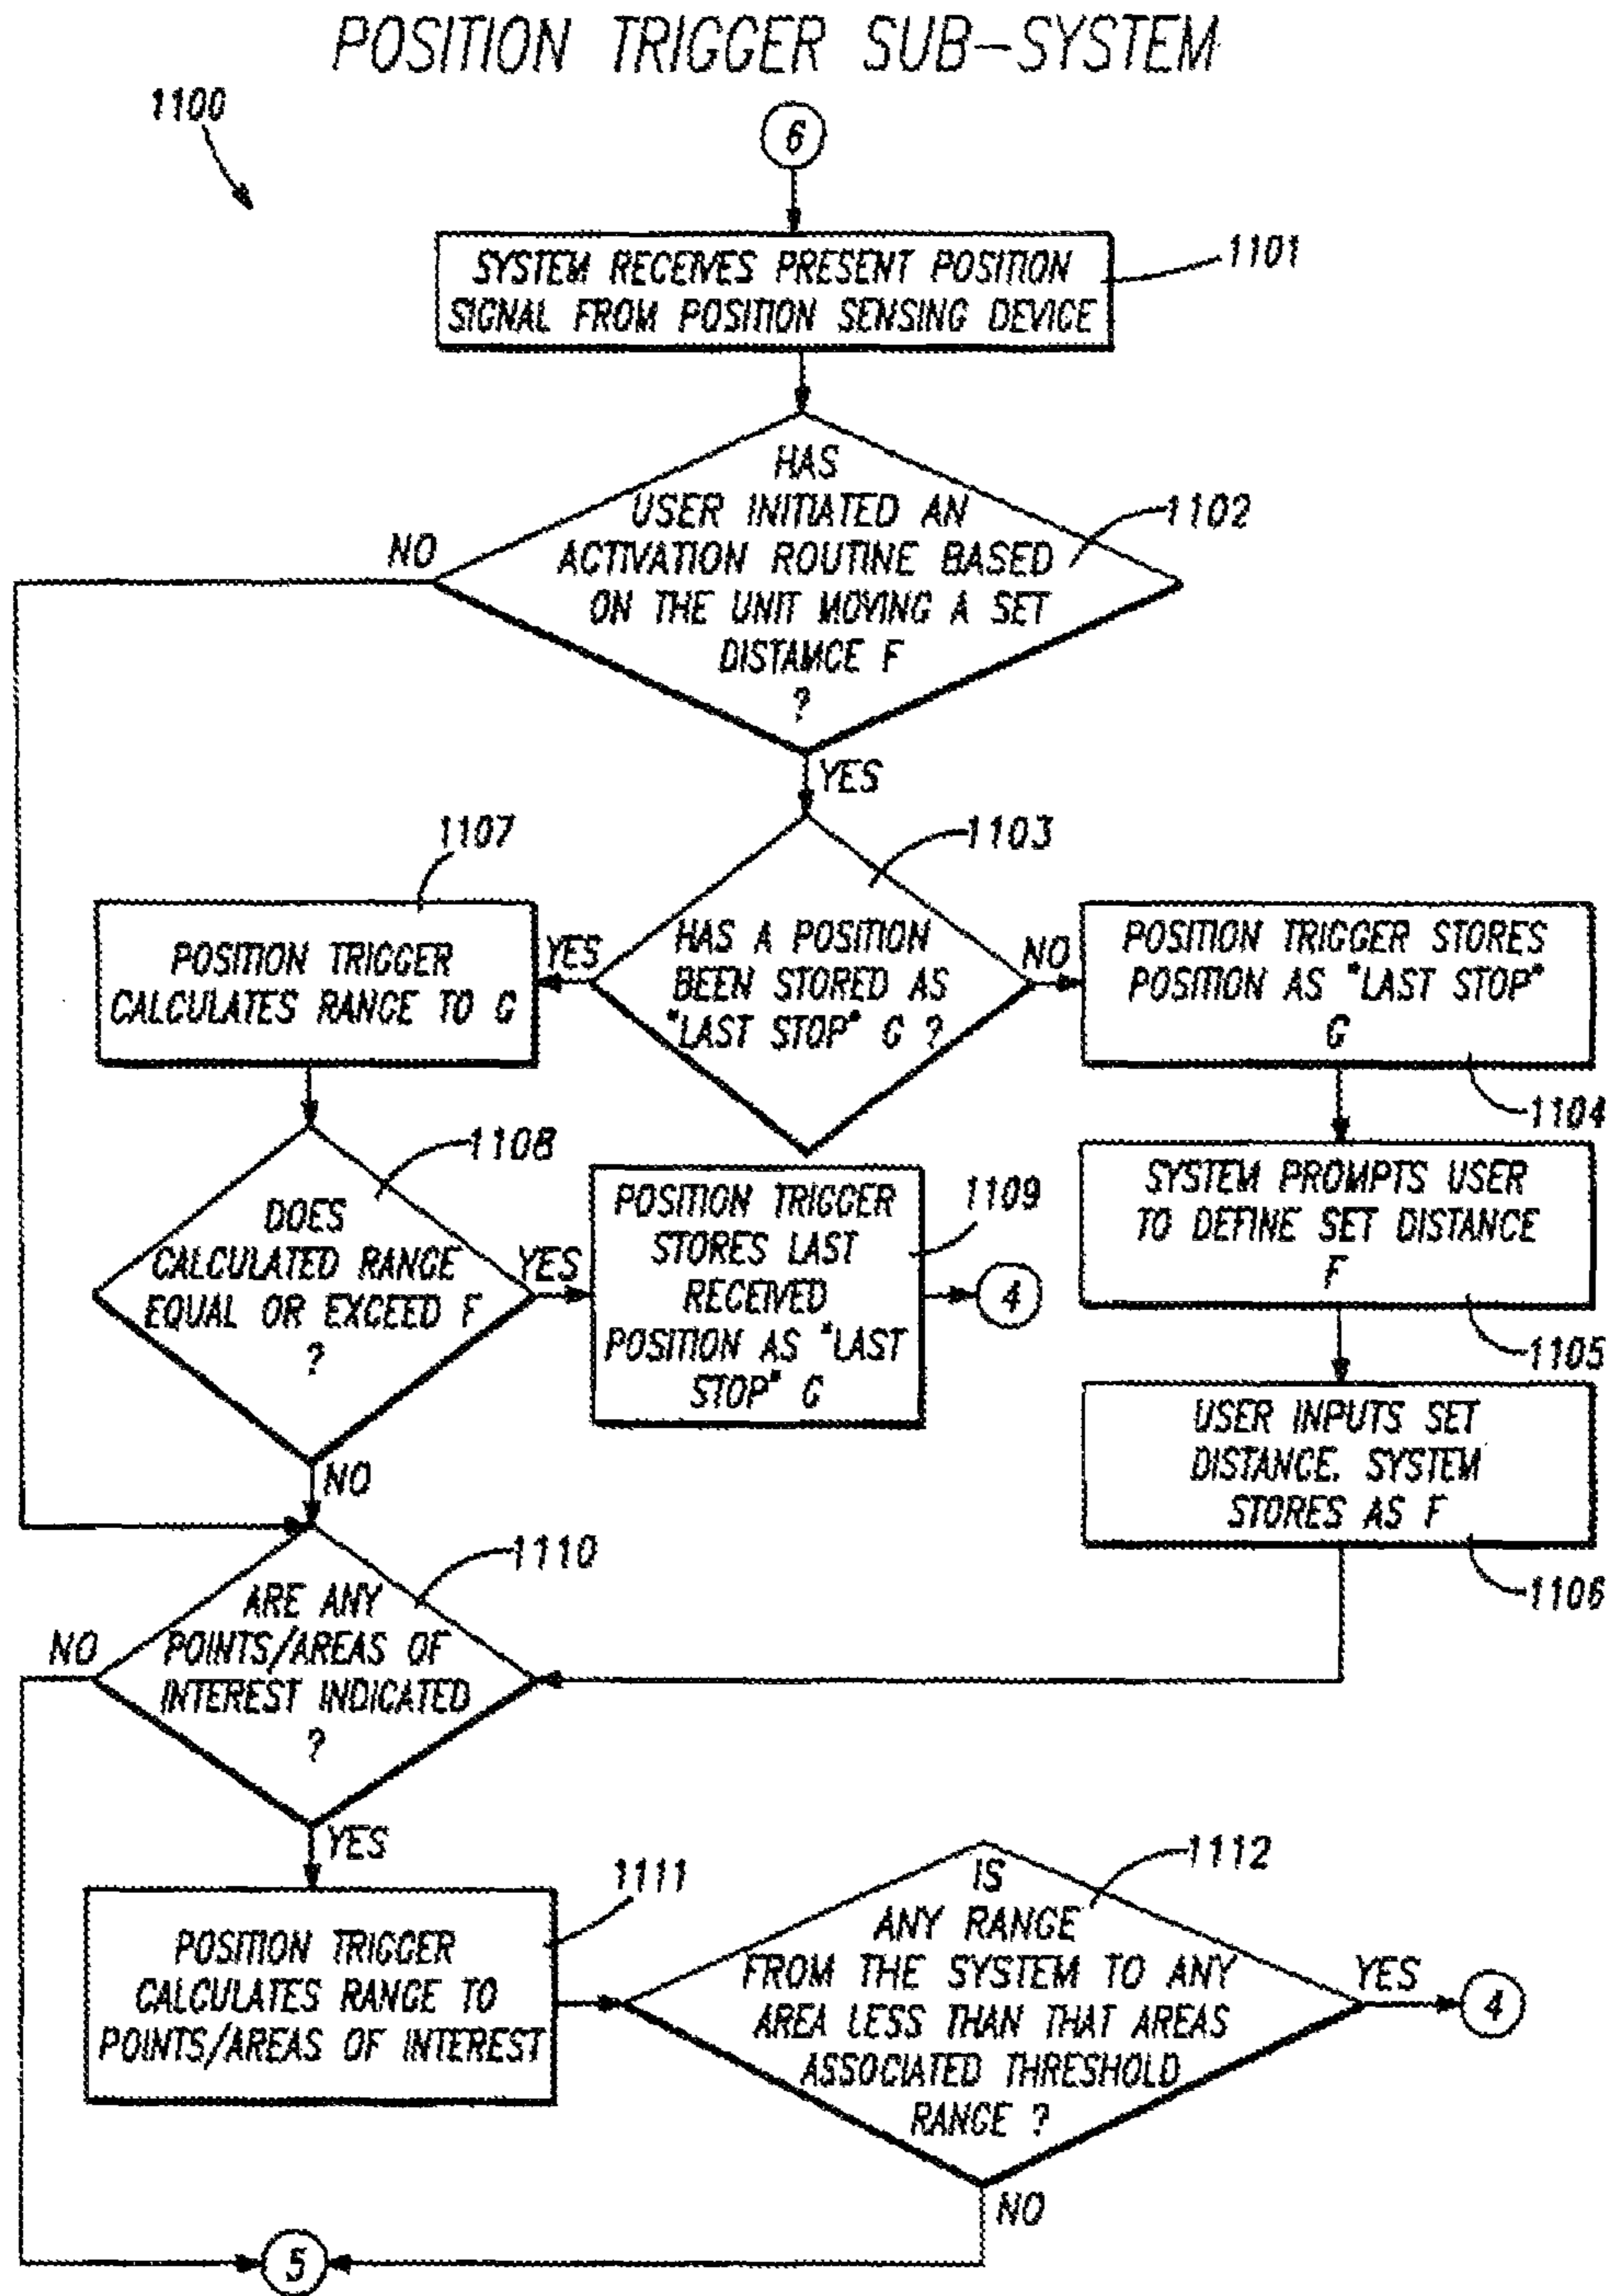 POSITION TRIGGER SUB-SYSTEM
1100
6
SYSTEM RECEIVES PRESENT POSITION
SIGNAL FROM POSITION SENSING DEVICE
1101
HAS
USER INITIATED AN
ACTIVATION ROUTINE BASED
ON THE UNIT MOVING A SET
DISTAMCE F
?
1102
NO
YES
1103
HAS A POSITION
BEEN STORED AS
"LAST STOP" G ?
YES
NO
1107
POSITION TRIGGER
CALCULATES RANGE TO G
POSITION TRIGGER STORES
POSITION AS "LAST STOP"
G
1104
1108
DOES
CALCULATED RANGE
EQUAL OR EXCEED F
?
YES
NO
POSITION TRIGGER
STORES LAST
RECEIVED
POSITION AS "LAST
STOP" G
1109
4
SYSTEM PROMPTS USER
TO DEFINE SET DISTANCE
F
1105
USER INPUTS SET
DISTANCE. SYSTEM
STORES AS F
1106
1110
ARE ANY
POINTS/AREAS OF
INTEREST INDICATED
?
NO
YES
1111
POSITION TRIGGER
CALCULATES RANGE TO
POINTS/AREAS OF INTEREST
1112
IS
ANY RANGE
FROM THE SYSTEM TO ANY
AREA LESS THAN THAT AREAS
ASSOCIATED THRESHOLD
RANGE ?
YES
4
NO
5